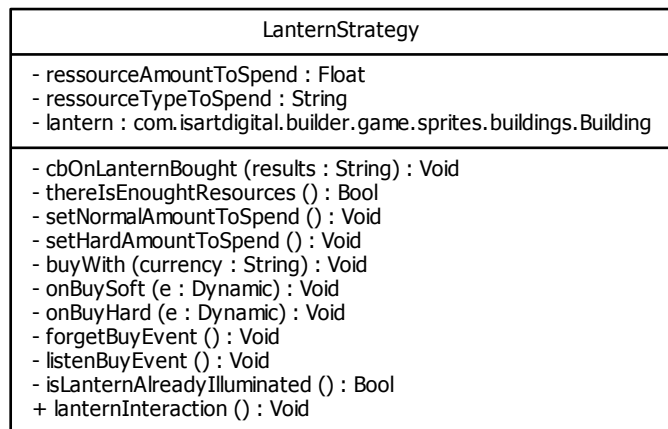 LanternStrategy
- ressourceAmountToSpend : Float
- ressourceTypeToSpend : String
- lantern : com.isartdigital.builder.game.sprites.buildings.Building
- cbOnLanternBought (results : String) : Void
- thereIsEnoughtResources () : Bool
- setNormalAmountToSpend () : Void
- setHardAmountToSpend () : Void
- buyWith (currency : String) : Void
- onBuySoft (e : Dynamic) : Void
- onBuyHard (e : Dynamic) : Void
- forgetBuyEvent () : Void
- listenBuyEvent () : Void
- isLanternAlreadyIlluminated () : Bool
+ lanternInteraction () : Void